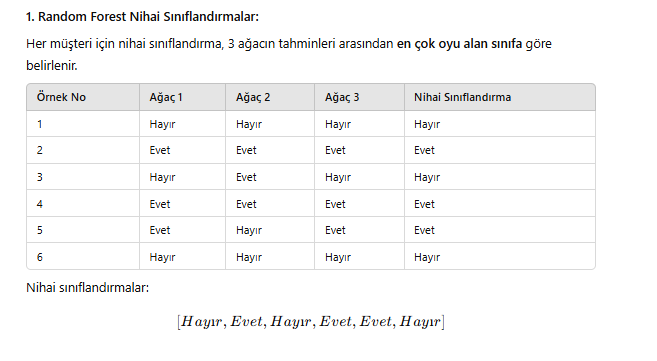 1. Random Forest Nihai Sınıflandırmalar:
Her müşteri için nihai sınıflandırma, 3 ağacın tahminleri arasından en çok oyu alan sınıfa göre
belirlenir.
Örnek No Ağaç 1 Ağaç 2 Ağaç 3 Nihai Sınıflandırma
1 Hayır Hayır Hayır Hayır
2 Evet Evet Evet Evet
3 Hayır Evet Hayır Hayır
4 Evet Evet Evet Evet
5 Evet Hayır Evet Evet
6 Hayır Hayır Hayır Hayır
Nihai sınıflandırmalar:
[Hayır, Evet, Hayır, Evet, Evet, Hayır]